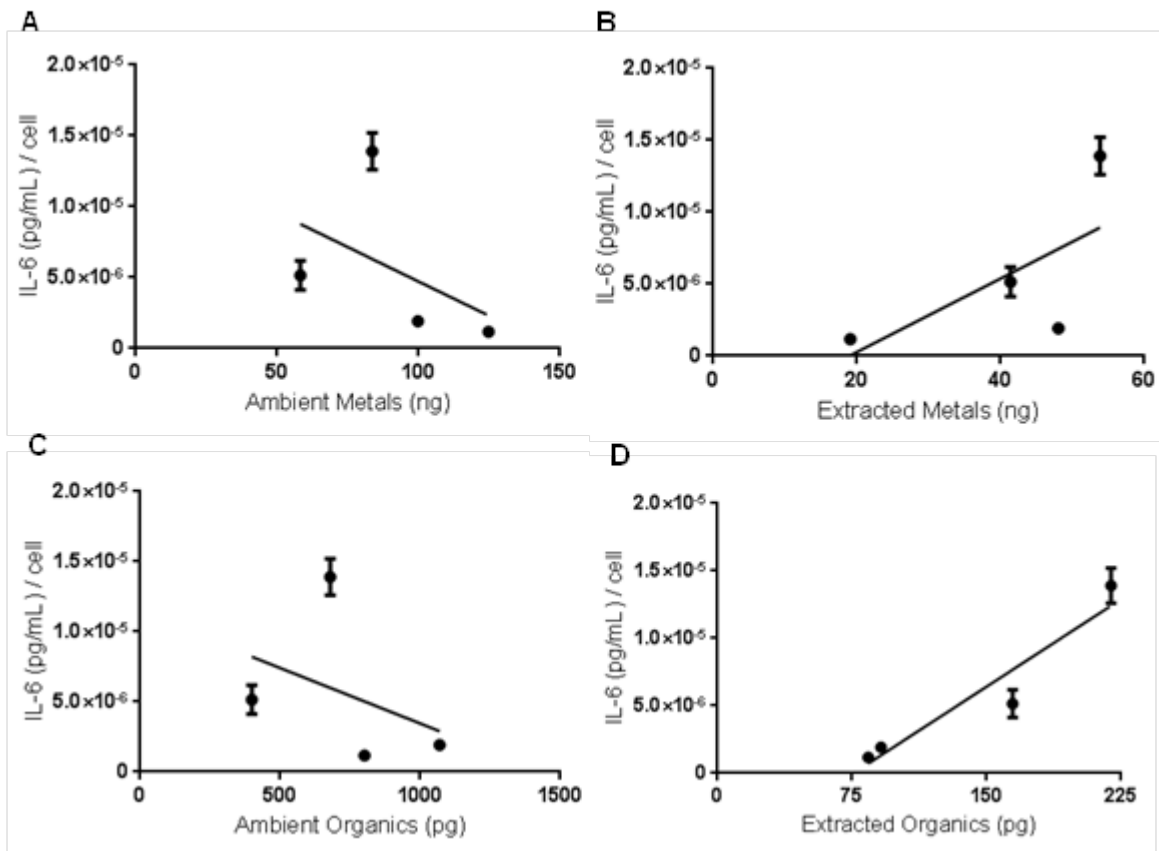 A
IL-6 (pg/mL) / cell
2.0×10⁻⁵
1.5×10⁻⁵
1.0×10⁻⁵
5.0×10⁻⁶
0
0 50 100 150
Ambient Metals (ng)
B
IL-6 (pg/mL) / cell
2.0×10⁻⁵
1.5×10⁻⁵
1.0×10⁻⁵
5.0×10⁻⁶
0
0 20 40 60
Extracted Metals (ng)
C
IL-6 (pg/mL) / cell
2.0×10⁻⁵
1.5×10⁻⁵
1.0×10⁻⁵
5.0×10⁻⁶
0
0 500 1000 1500
Ambient Organics (pg)
D
IL-6 (pg/mL) / cell
2.0×10⁻⁵
1.5×10⁻⁵
1.0×10⁻⁵
5.0×10⁻⁶
0
0 75 150 225
Extracted Organics (pg)